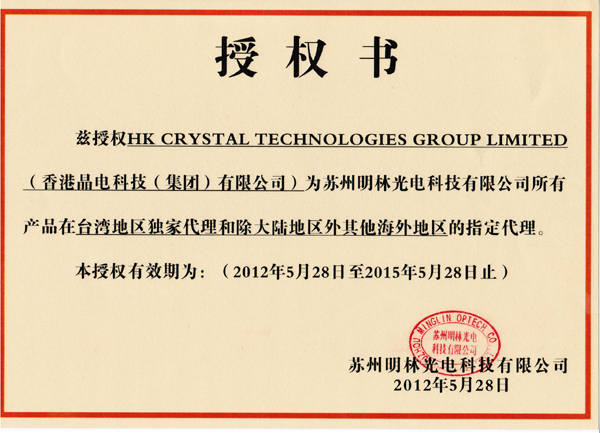 授权书
兹授权HK CRYSTAL TECHNOLOGIES GROUP LIMITED
（香港晶电科技（集团）有限公司）为苏州明林光电科技有限公司所有
产品在台湾地区独家代理和除大陆地区外其他海外地区的指定代理。
本授权有效期为：（2012年5月28日至2015年5月28日止）
SUZHOU MINGLIN OPTECH CO
苏州明林光电
科技有限公司
苏州明林光电科技有限公司
2012年5月28日